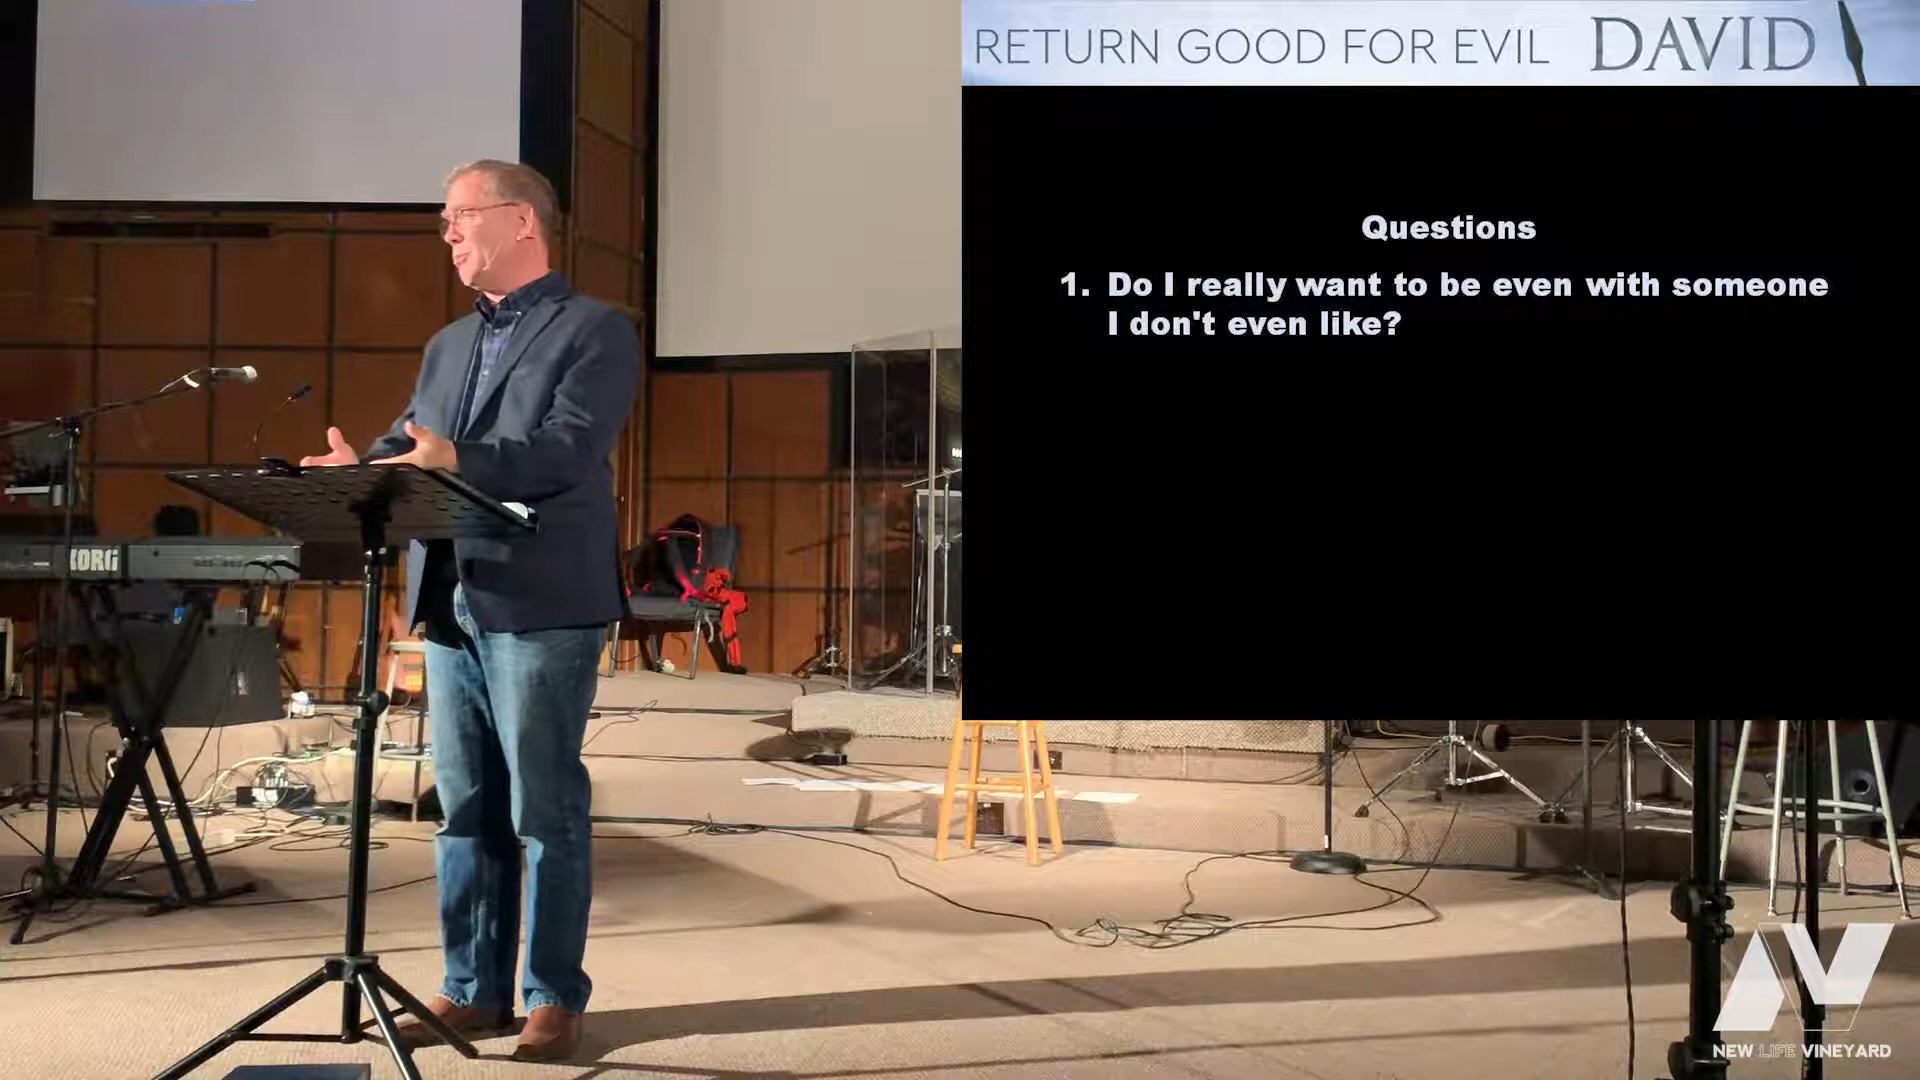 RETURN GOOD FOR EVIL DAVID
Questions
1. Do I really want to be even with someone
I don't even like?
KORG
NEW LIFE VINEYARD